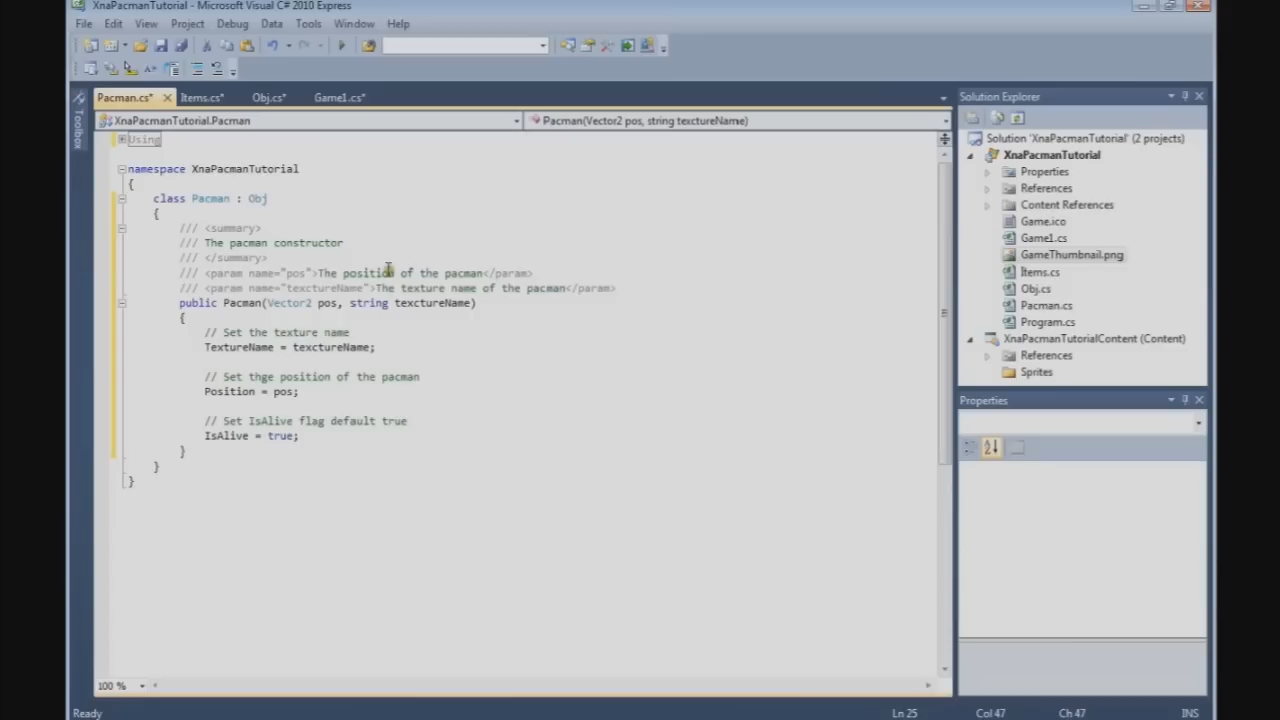 XnaPacmanTutorial - Microsoft Visual C# 2010 Express
File Edit View Project Debug Data Tools Window Help
Pacman.cs* Items.cs* Obj.cs* Game1.cs*
Toolbox
XnaPacmanTutorial.Pacman
Pacman(Vector2 pos, string texctureName)
Using
namespace XnaPacmanTutorial
{
class Pacman : Obj
{
/// <summary>
/// The pacman constructor
/// </summary>
/// <param name="pos">The position of the pacman</param>
/// <param name="texctureName">The texture name of the pacman</param>
public Pacman(Vector2 pos, string texctureName)
{
// Set the texture name
TextureName = texctureName;
// Set thge position of the pacman
Position = pos;
// Set IsAlive flag default true
IsAlive = true;
}
}
}
100 %
Solution Explorer
Solution 'XnaPacmanTutorial' (2 projects)
XnaPacmanTutorial
Properties
References
Content References
Game.ico
Game1.cs
GameThumbnail.png
Items.cs
Obj.cs
Pacman.cs
Program.cs
XnaPacmanTutorialContent (Content)
References
Sprites
Properties
Ready Ln 25 Col 47 Ch 47 INS